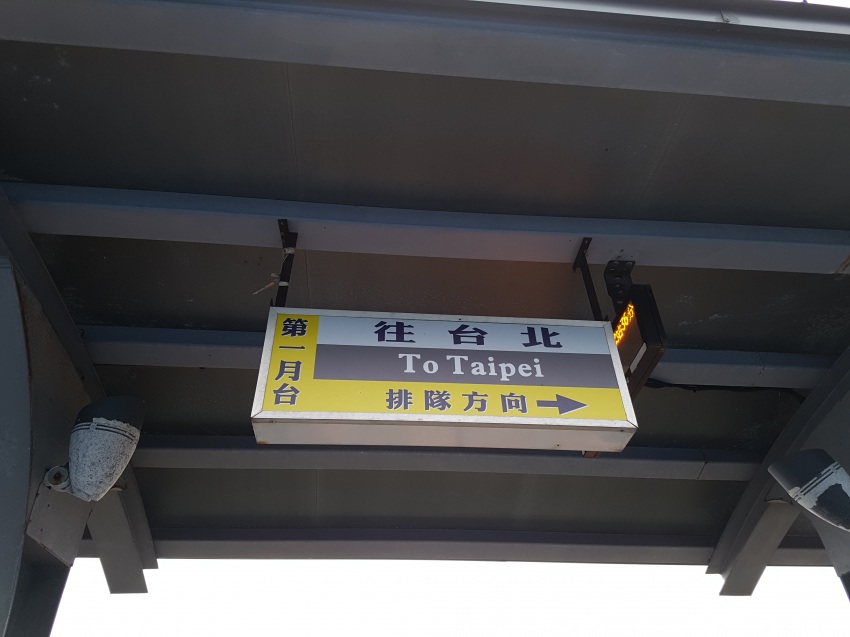 第一月台
往台北
To Taipei
排隊方向